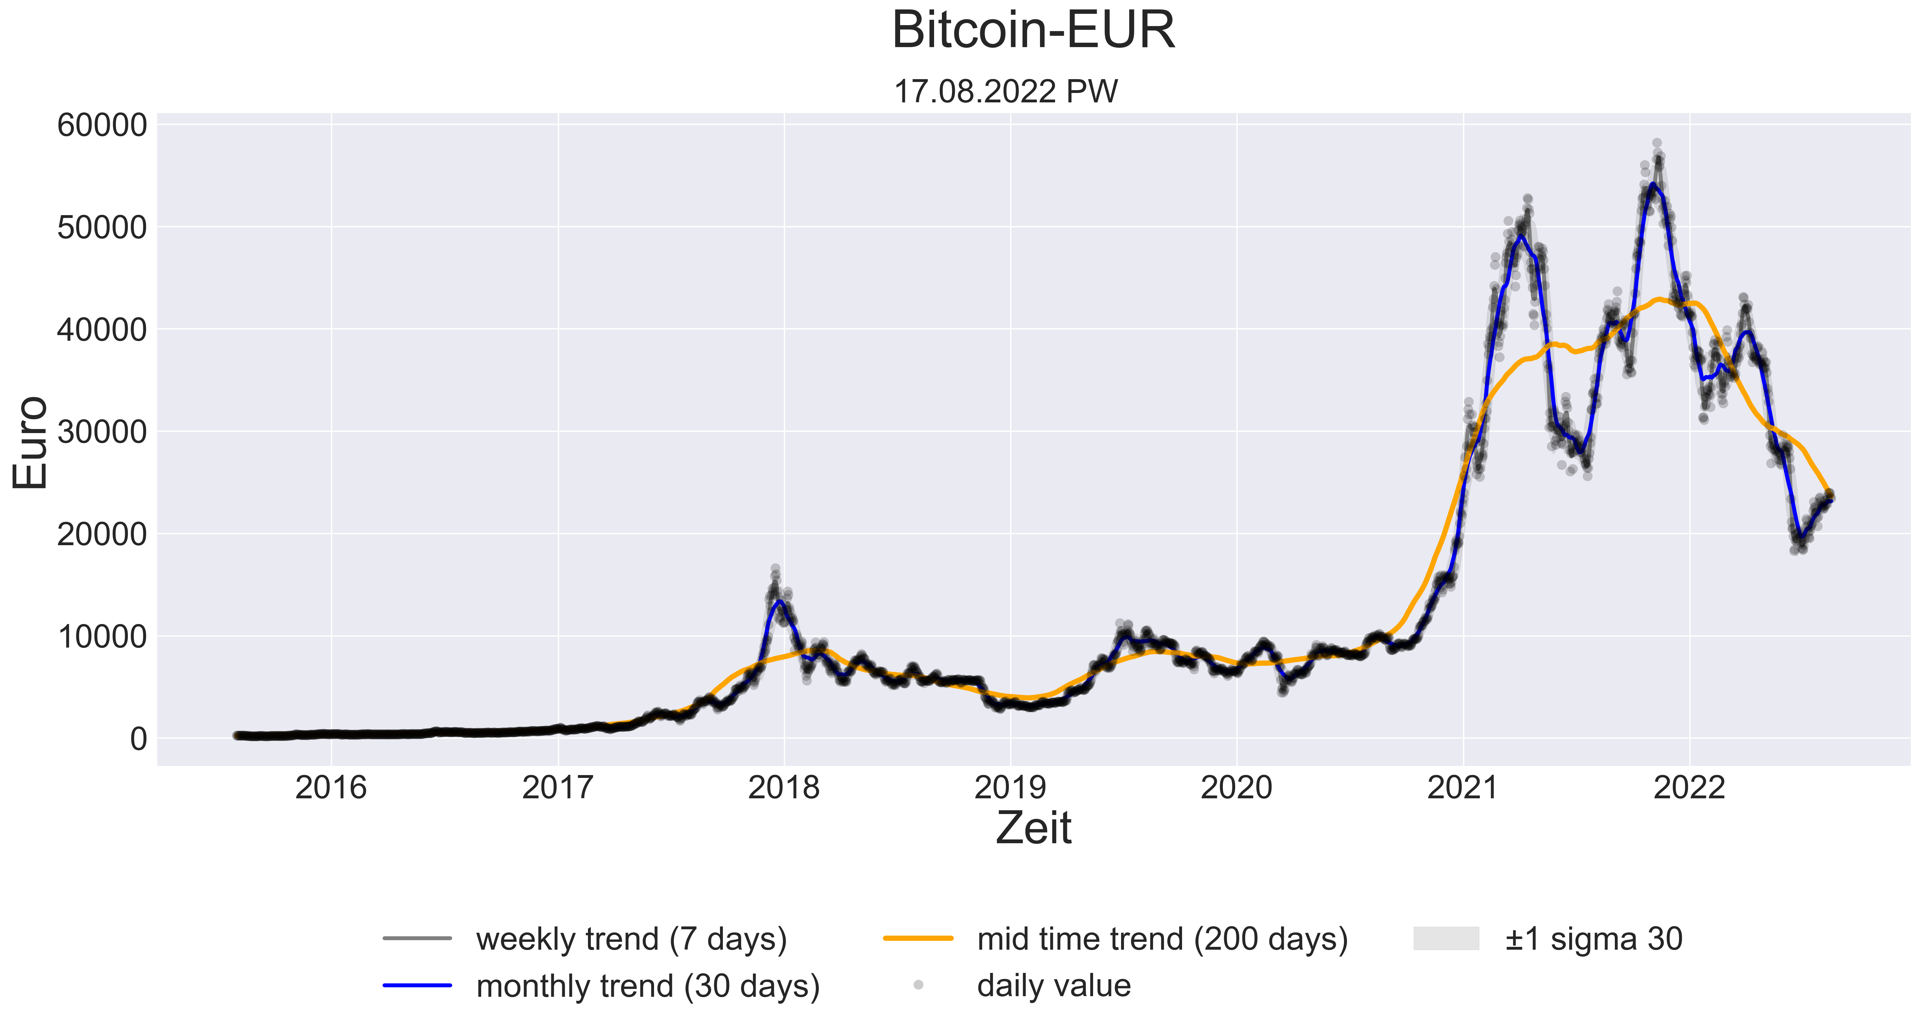 Bitcoin-EUR
17.08.2022 PW
60000
50000
40000
30000
20000
10000
0
Euro
2016 2017 2018 2019 2020 2021 2022
Zeit
weekly trend (7 days)
monthly trend (30 days)
mid time trend (200 days)
daily value
±1 sigma 30